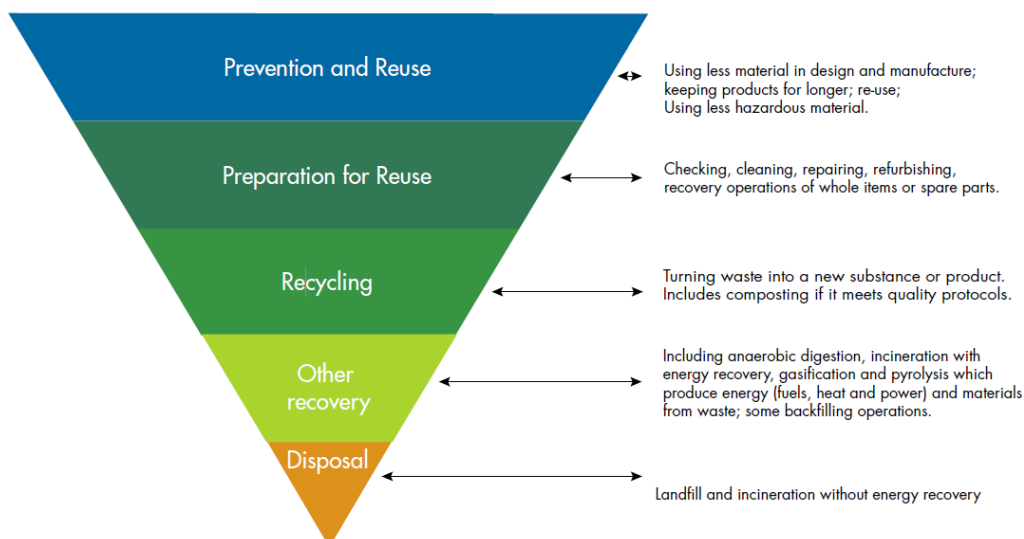 Prevention and Reuse
Using less material in design and manufacture;
keeping products for longer; re-use;
Using less hazardous material.
Preparation for Reuse
Checking, cleaning, repairing, refurbishing,
recovery operations of whole items or spare parts.
Recycling
Turning waste into a new substance or product.
Includes composting if it meets quality protocols.
Other
recovery
Including anaerobic digestion, incineration with
energy recovery, gasification and pyrolysis which
produce energy (fuels, heat and power) and materials
from waste; some backfilling operations.
Disposal
Landfill and incineration without energy recovery